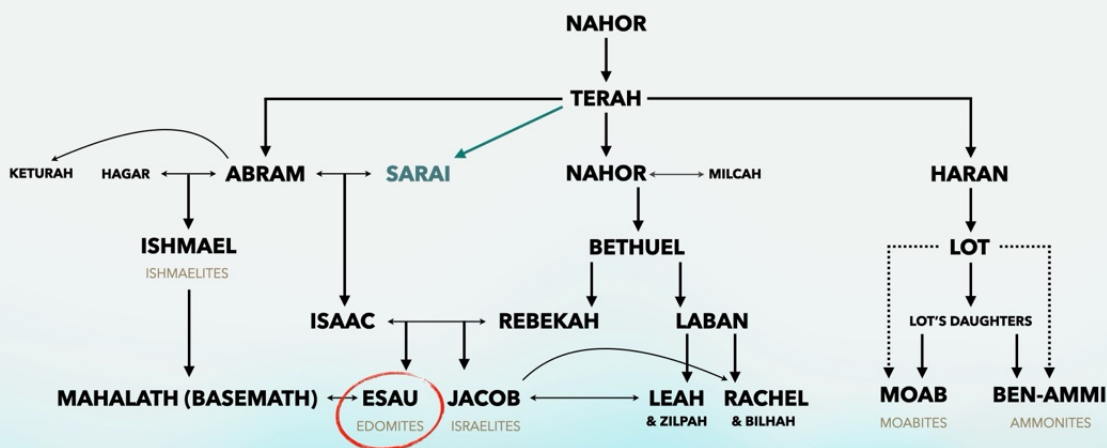 NAHOR
TERAH
KETURAH
HAGAR
ABRAM
SARAI
NAHOR
MILCAH
HARAN
ISHMAEL
ISHMAELITES
BETHUEL
LOT
ISAAC
REBEKAH
LABAN
LOT'S DAUGHTERS
MAHALATH (BASEMATH)
ESAU
EDOMITES
JACOB
ISRAELITES
LEAH
& ZILPAH
RACHEL
& BILHAH
MOAB
MOABITES
BEN-AMMI
AMMONITES